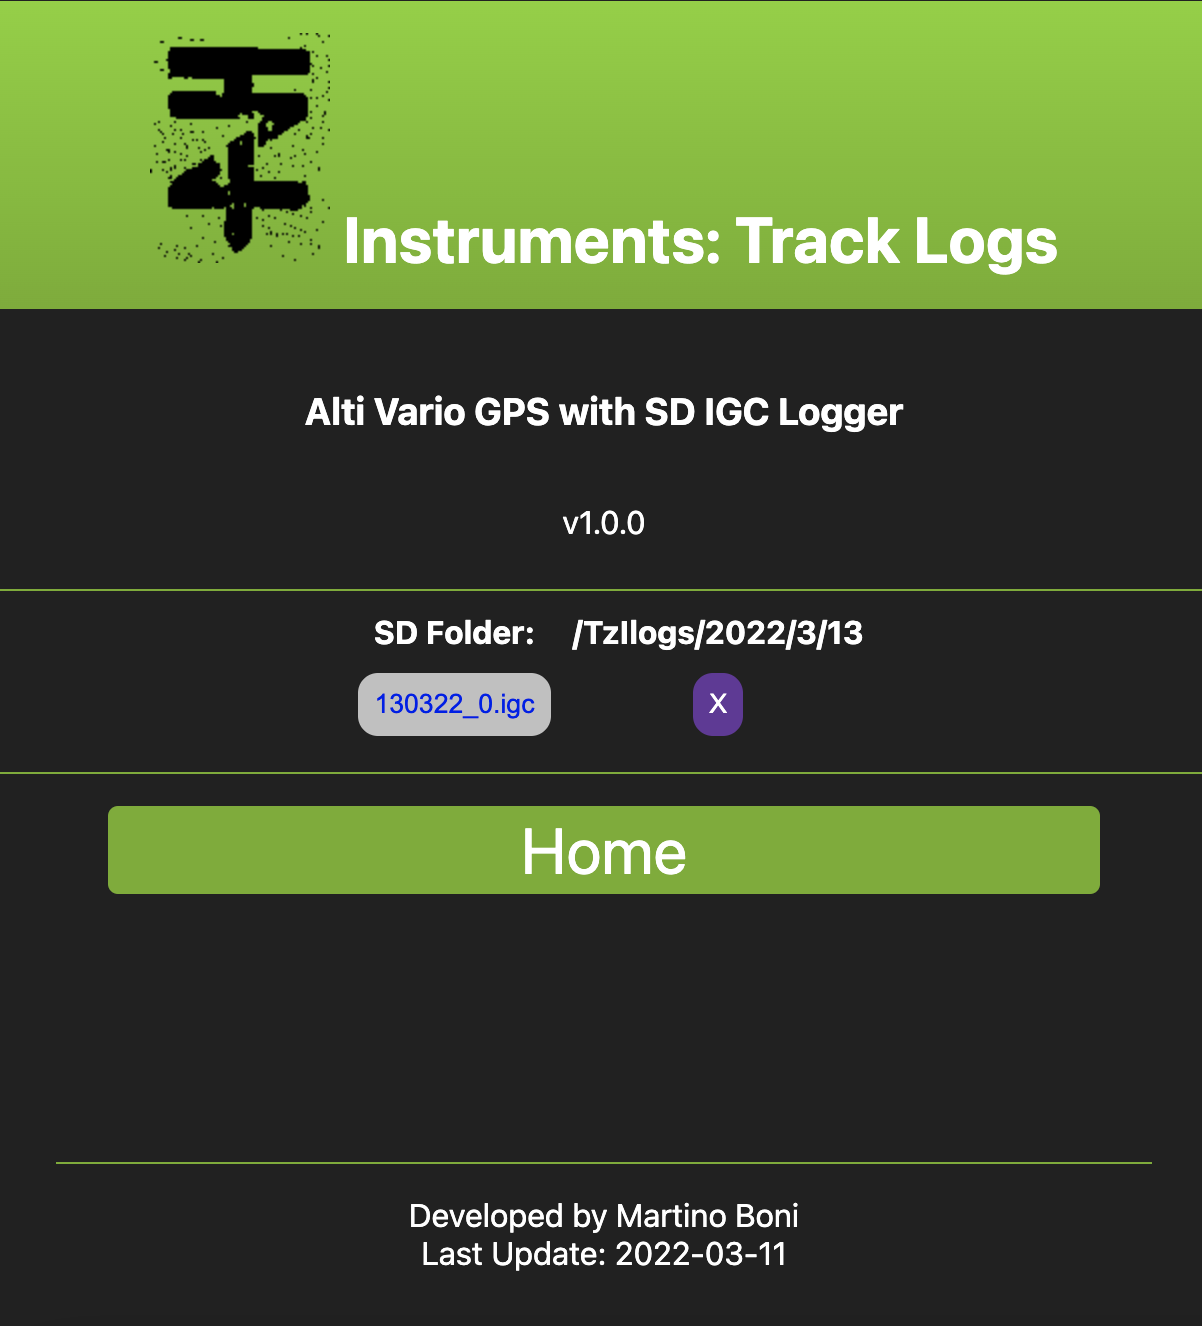 Instruments: Track Logs
Alti Vario GPS with SD IGC Logger
v1.0.0
SD Folder: /TzIlogs/2022/3/13
130322_0.igc X
Home
Developed by Martino Boni
Last Update: 2022-03-11